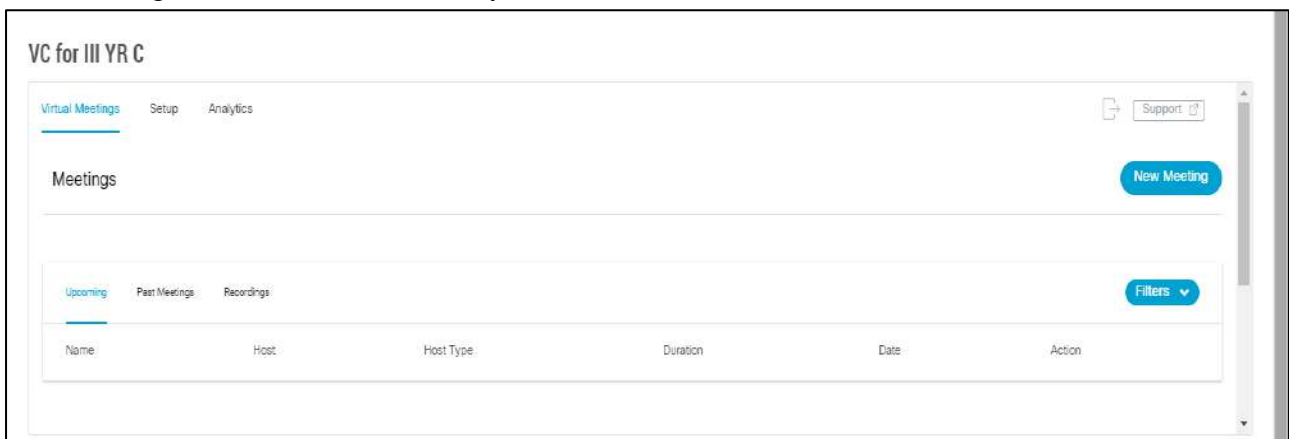 VC for III YR C
Virtual Meetings Setup Analytics Support
Meetings New Meeting
Upcoming Past Meetings Recordings Filters
Name Host Host Type Duration Date Action